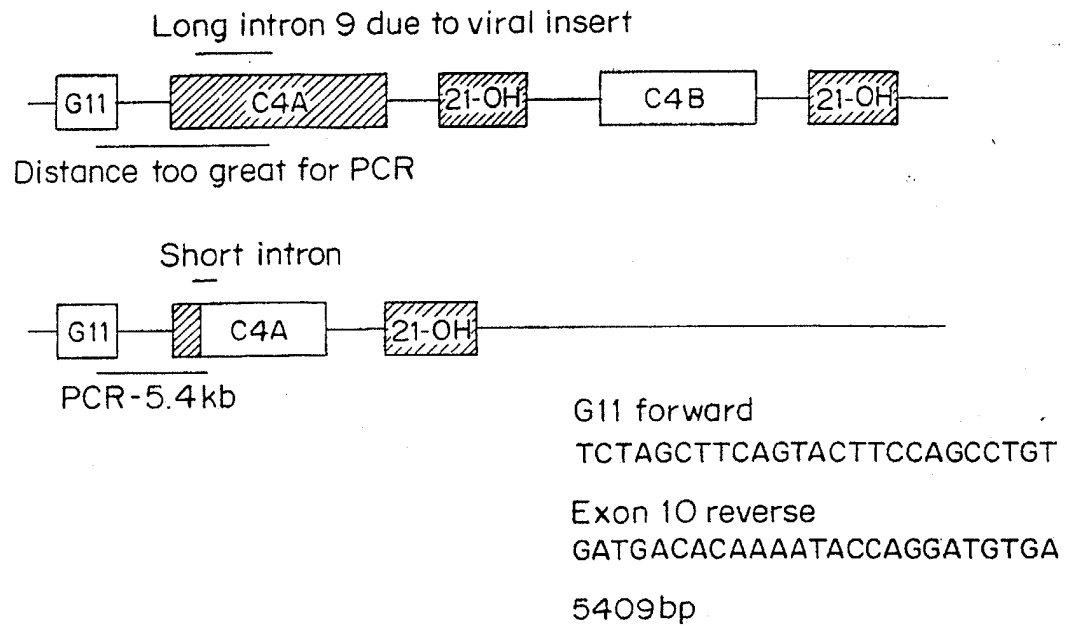 Long intron 9 due to viral insert
G11 C4A 21-OH C4B 21-OH
Distance too great for PCR
Short intron
G11 C4A 21-OH
PCR-5.4kb
G11 forward
TCTAGCTTCAGTACTTCCAGCCTGT
Exon 10 reverse
GATGACACAAAATACCAGGATGTGA
5409bp